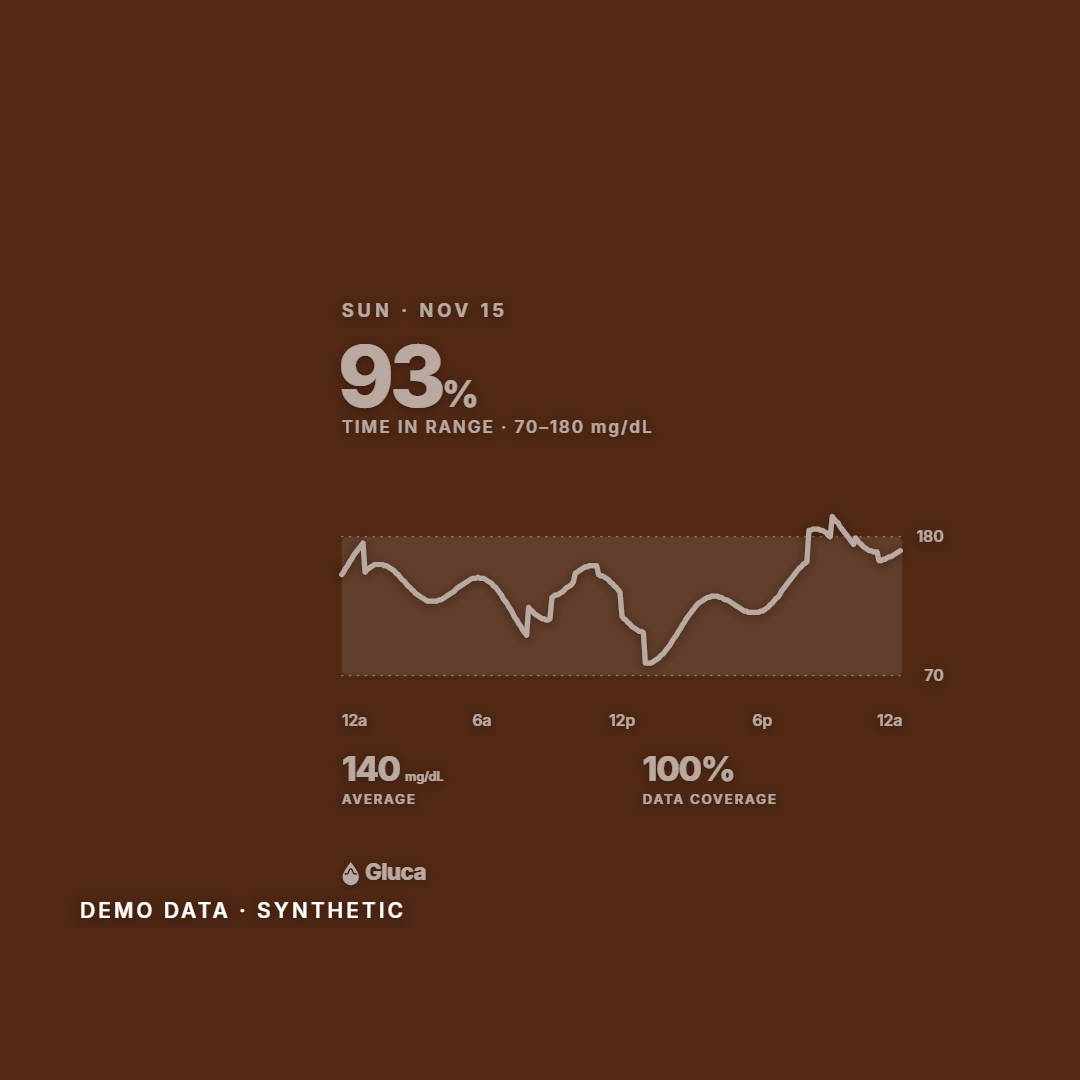 SUN · NOV 15
93%
TIME IN RANGE · 70–180 mg/dL
180
70
12a 6a 12p 6p 12a
140 mg/dL 100%
AVERAGE DATA COVERAGE
Gluca
DEMO DATA · SYNTHETIC